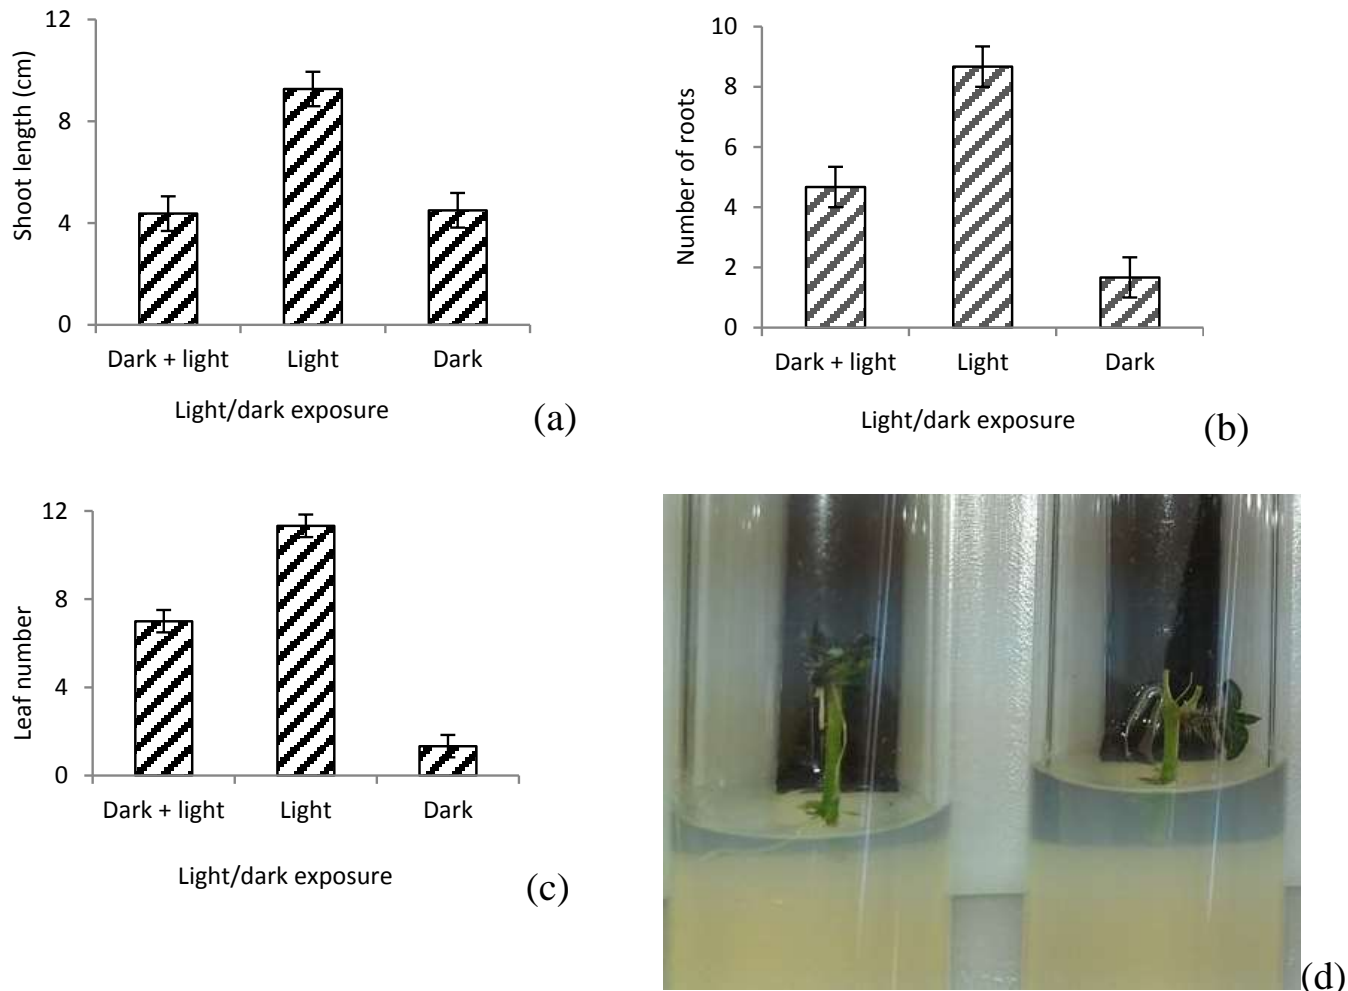 12
8
4
0
Shoot length (cm)
Dark + light Light Dark
Light/dark exposure
(a)
10
8
6
4
2
0
Number of roots
Dark + light Light Dark
Light/dark exposure
(b)
12
8
4
0
Leaf number
Dark + light Light Dark
Light/dark exposure
(c)
(d)